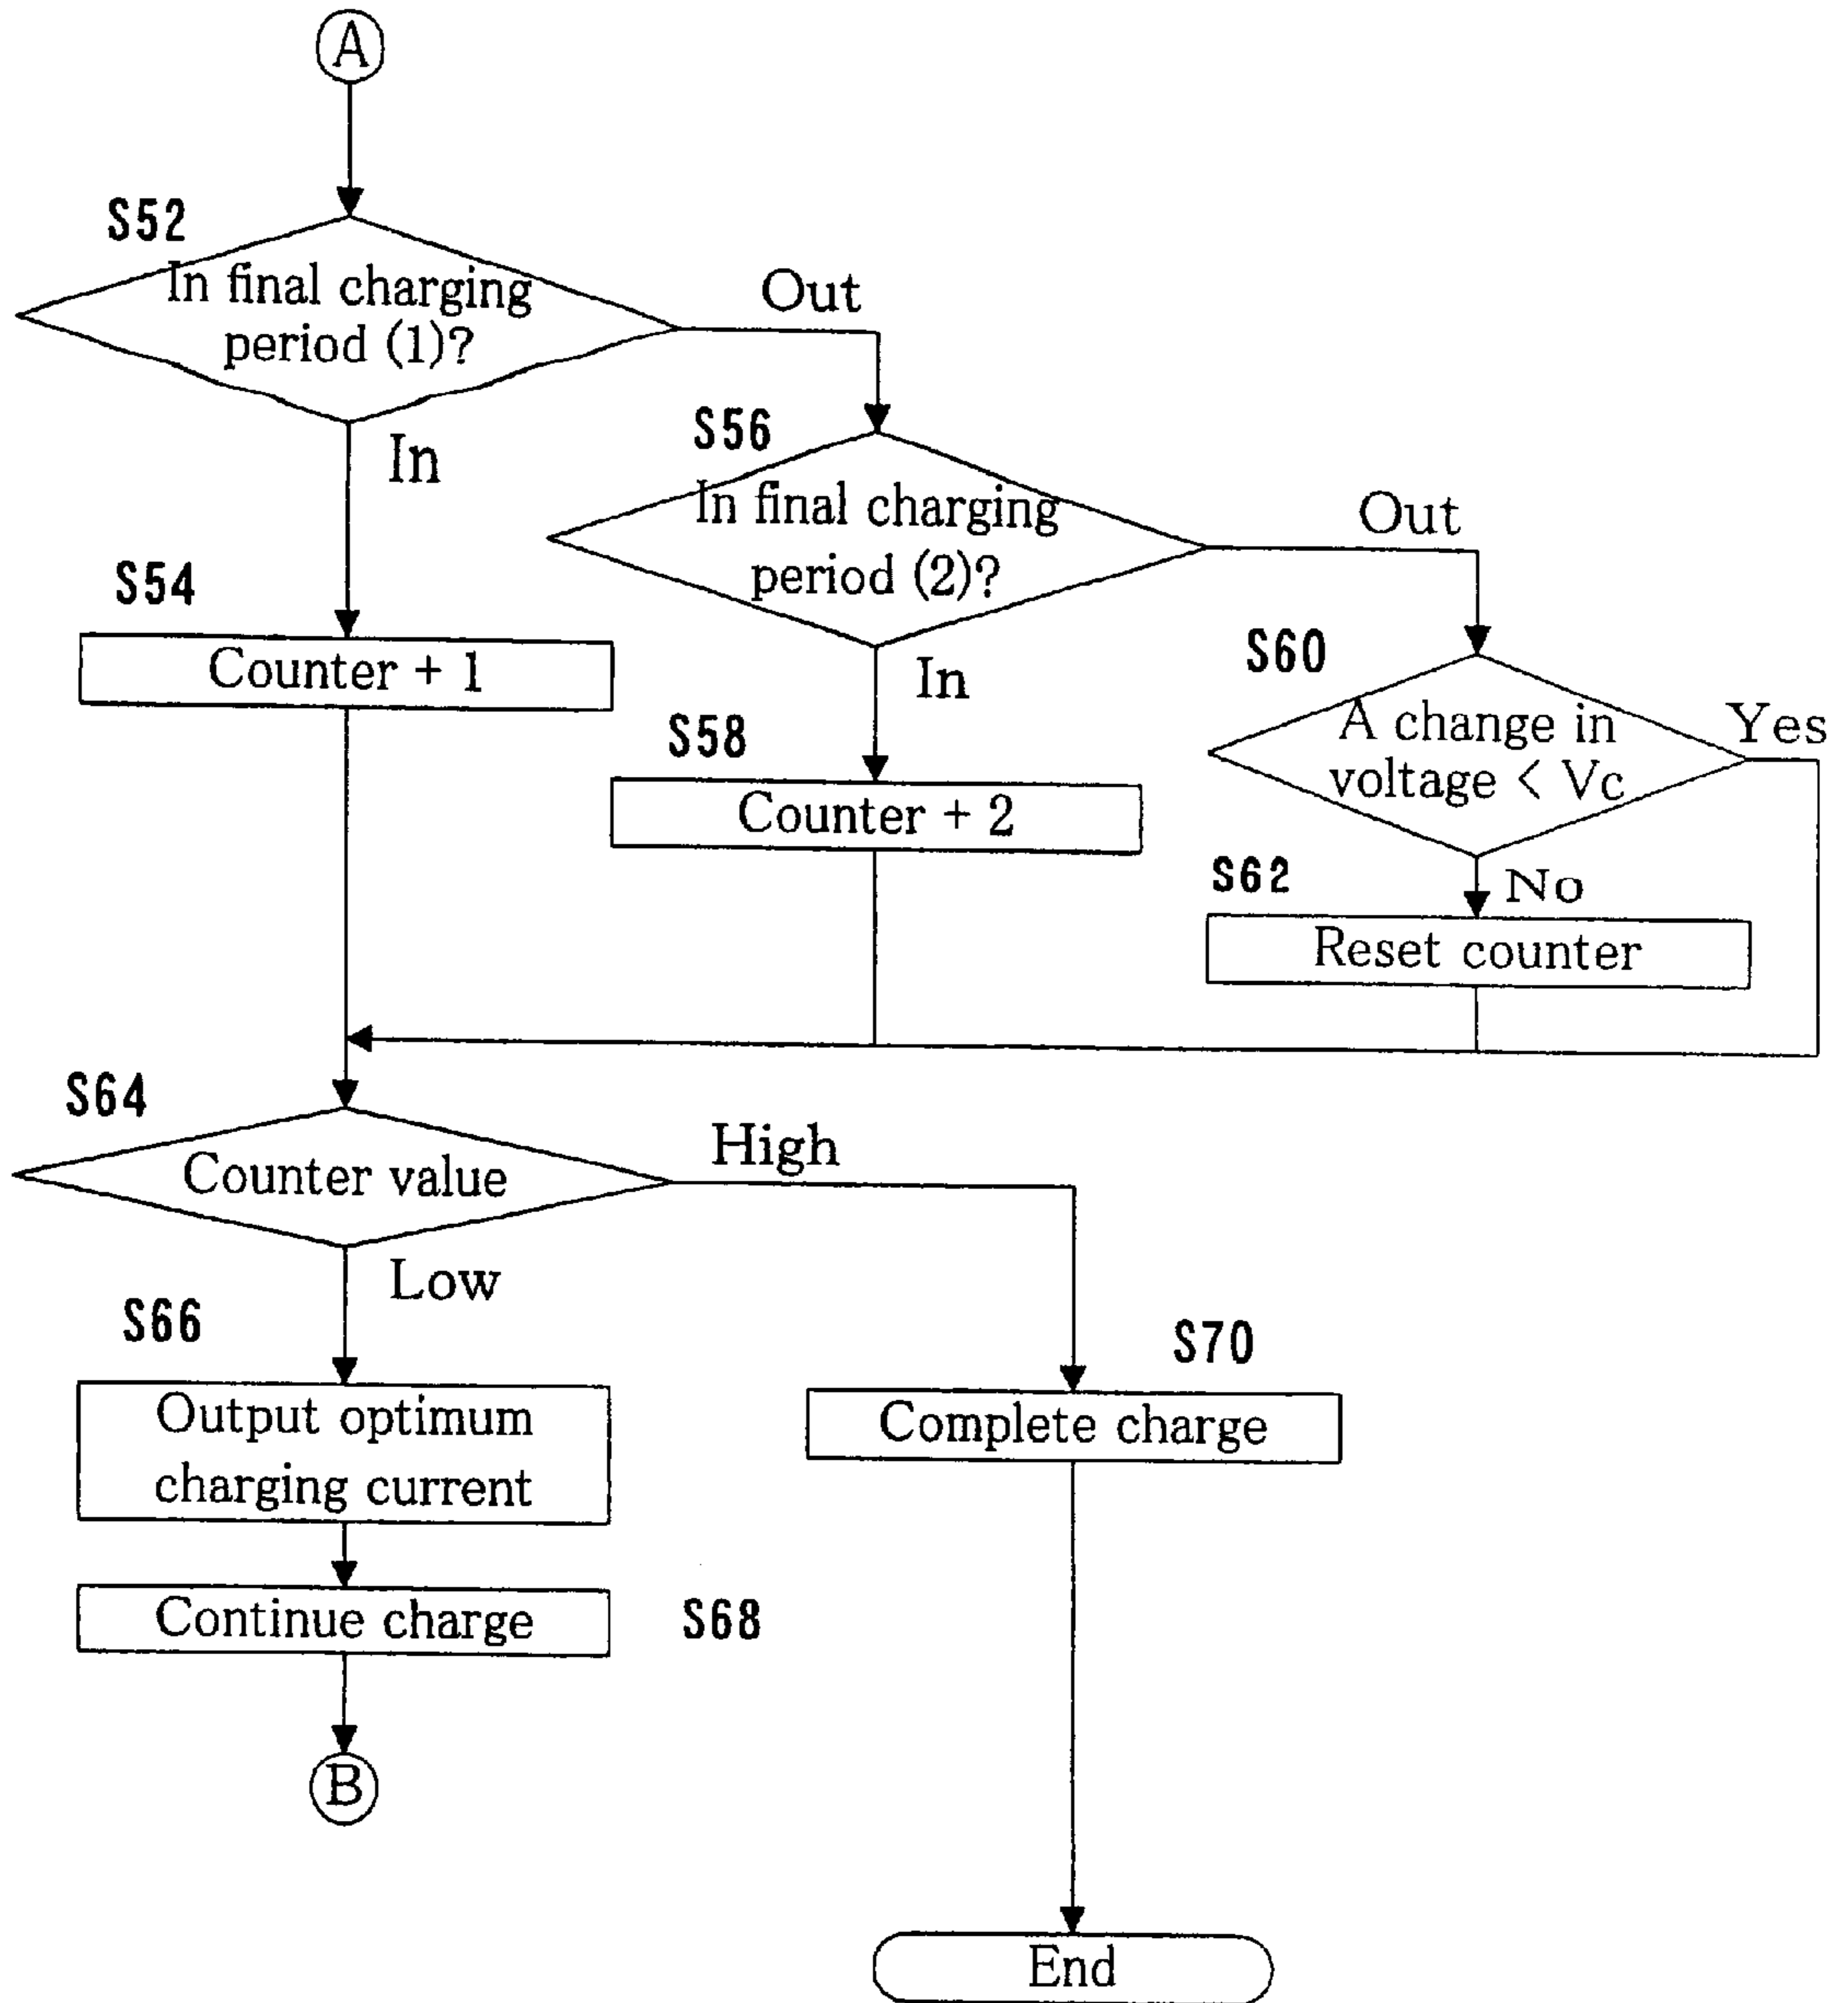 A
S52
In final charging
period (1)?
Out
In
S56
In final charging
period (2)?
Out
In
S54
Counter + 1
S58
Counter + 2
S60
A change in
voltage < Vc
Yes
No
S62
Reset counter
S64
Counter value
High
Low
S66
Output optimum
charging current
S70
Complete charge
Continue charge
S68
B
End